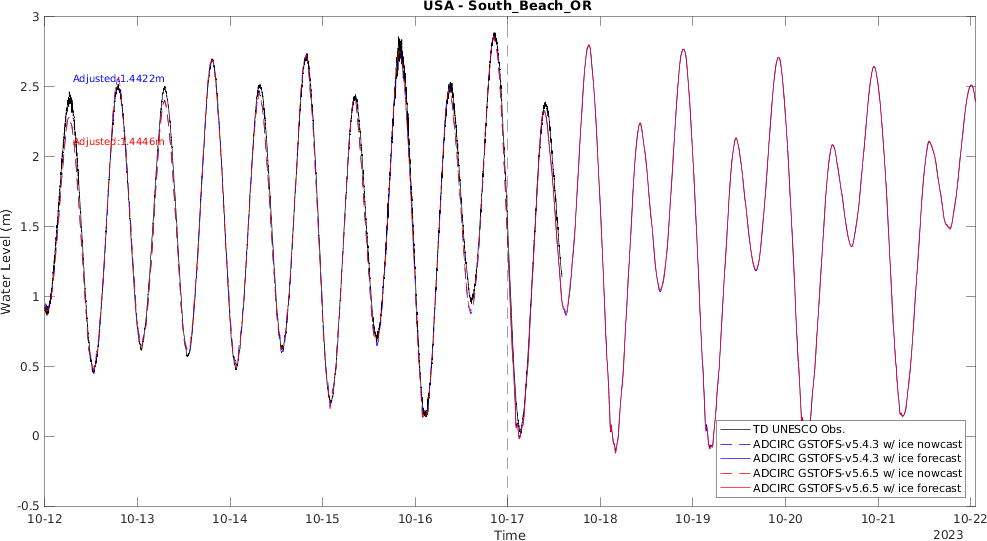 USA - South_Beach_OR
3
2.5
2
1.5
1
0.5
0
-0.5
Water Level (m)
Adjusted:1.4422m
Adjusted:1.4446m
TD UNESCO Obs.
ADCIRC GSTOFS-v5.4.3 w/ ice nowcast
ADCIRC GSTOFS-v5.4.3 w/ ice forecast
ADCIRC GSTOFS-v5.6.5 w/ ice nowcast
ADCIRC GSTOFS-v5.6.5 w/ ice forecast
10-12 10-13 10-14 10-15 10-16 10-17 10-18 10-19 10-20 10-21 10-22
Time
2023